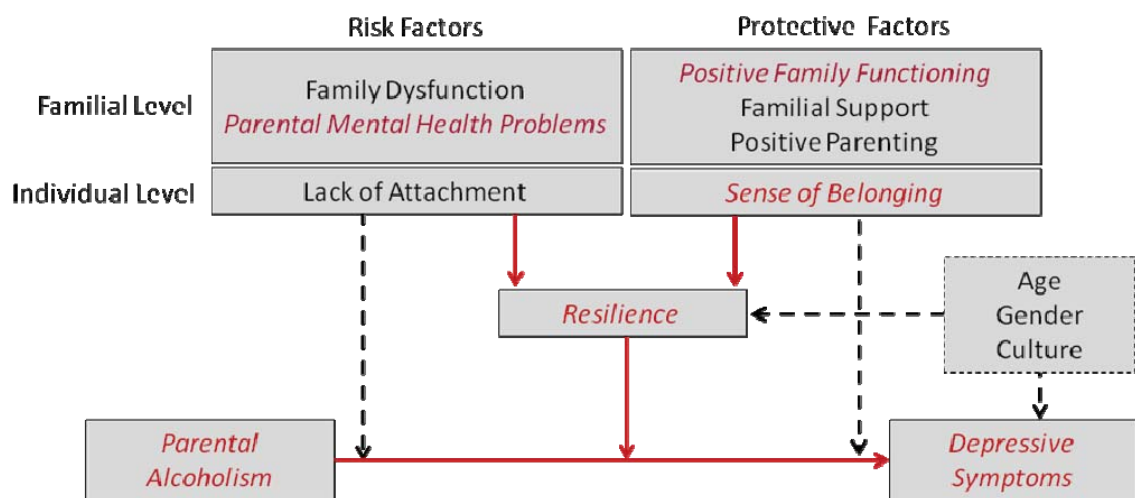 Risk Factors
Protective Factors
Familial Level
Family Dysfunction
Parental Mental Health Problems
Positive Family Functioning
Familial Support
Positive Parenting
Individual Level
Lack of Attachment
Sense of Belonging
Resilience
Age
Gender
Culture
Parental
Alcoholism
Depressive
Symptoms